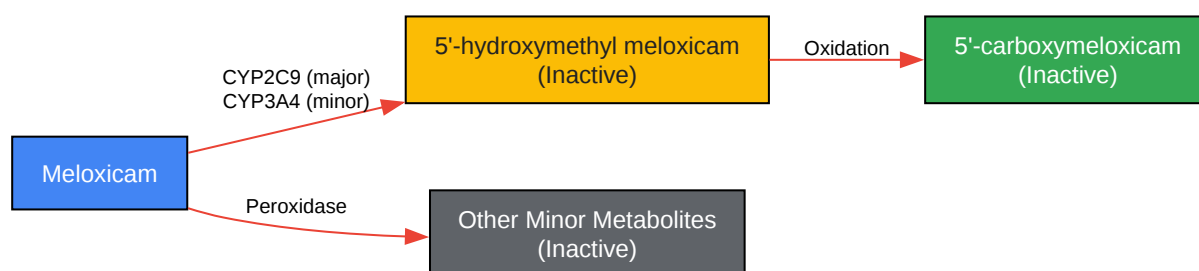 5'-hydroxymethyl meloxicam
(Inactive)
Oxidation
5'-carboxymeloxicam
(Inactive)
CYP2C9 (major)
CYP3A4 (minor)
Meloxicam
Peroxidase
Other Minor Metabolites
(Inactive)